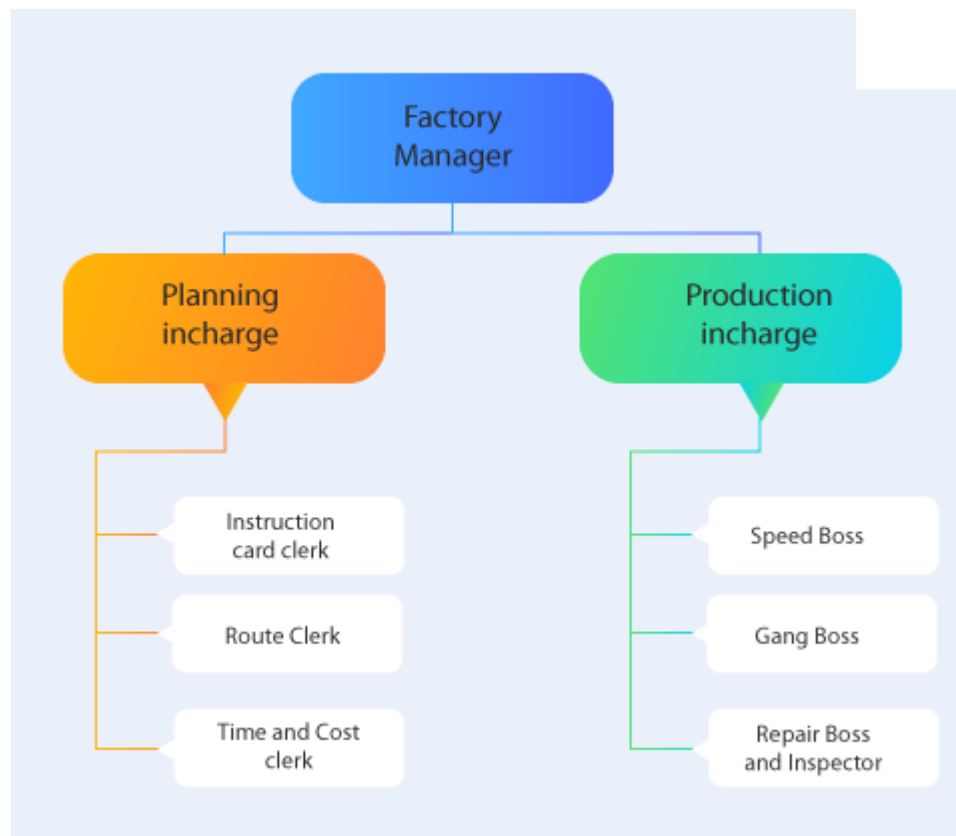 Factory
Manager
Planning
incharge
Production
incharge
Instruction
card clerk
Route Clerk
Time and Cost
clerk
Speed Boss
Gang Boss
Repair Boss
and Inspector